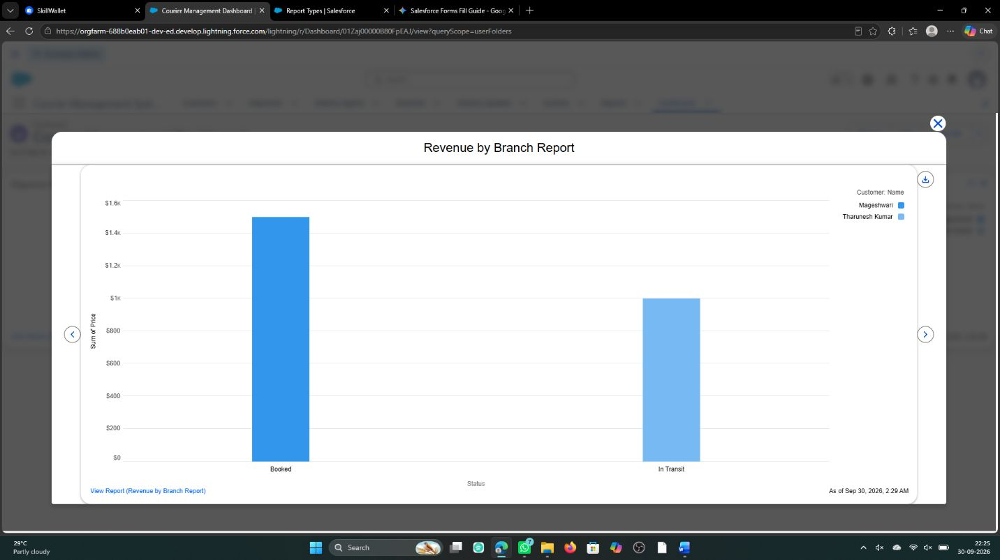 SkillWallet
Courier Management Dashboard |
Report Types | Salesforce
Salesforce Forms Fill Guide - Goog
https://orgfarm-688b0eab01-dev-ed.develop.lightning.force.com/lightning/r/Dashboard/01Zaj00000B80FpEAJ/view?queryScope=userFolders
Chat
Revenue by Branch Report
Customer: Name
Mageshwari
Tharunesh Kumar
$1.6K
$1.4K
$1.2K
$1K
$800
$600
$400
$200
$0
Sum of Price
Booked
In Transit
Status
View Report (Revenue by Branch Report)
As of Sep 30, 2026, 2:29 AM
29°C
Partly cloudy
Search
7
22:25
30-09-2026